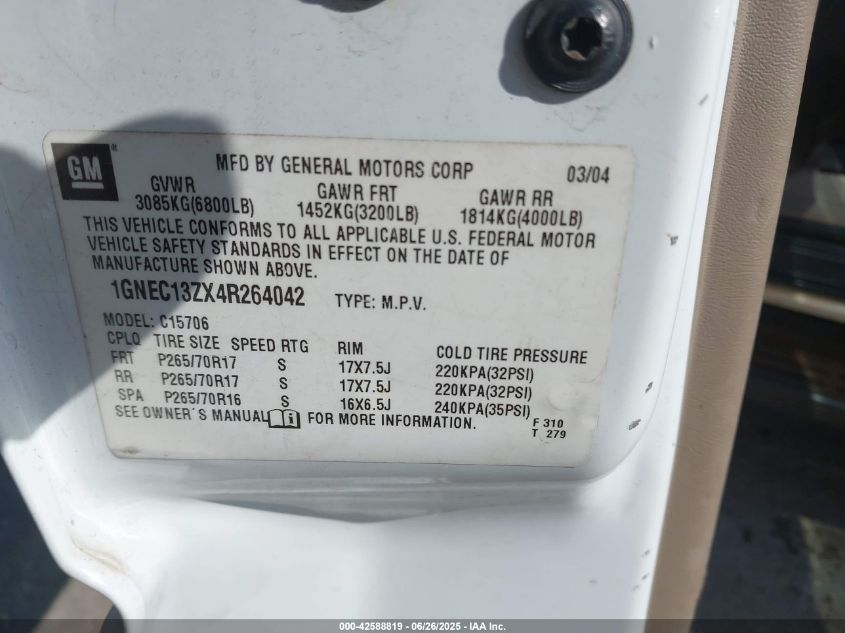 GM
MFD BY GENERAL MOTORS CORP 03/04
GVWR GAWR FRT GAWR RR
3085KG(6800LB) 1452KG(3200LB) 1814KG(4000LB)
THIS VEHICLE CONFORMS TO ALL APPLICABLE U.S. FEDERAL MOTOR
VEHICLE SAFETY STANDARDS IN EFFECT ON THE DATE OF
MANUFACTURE SHOWN ABOVE.
1GNEC13ZX4R264042 TYPE: M.P.V.
MODEL: C15706
CPLQ TIRE SIZE SPEED RTG RIM COLD TIRE PRESSURE
FRT P265/70R17 S 17X7.5J 220KPA(32PSI)
RR P265/70R17 S 17X7.5J 220KPA(32PSI)
SPA P265/70R16 S 16X6.5J 240KPA(35PSI)
SEE OWNER'S MANUAL i FOR MORE INFORMATION.
F 310
T 279
000-42588819 - 06/26/2025 - IAA Inc.